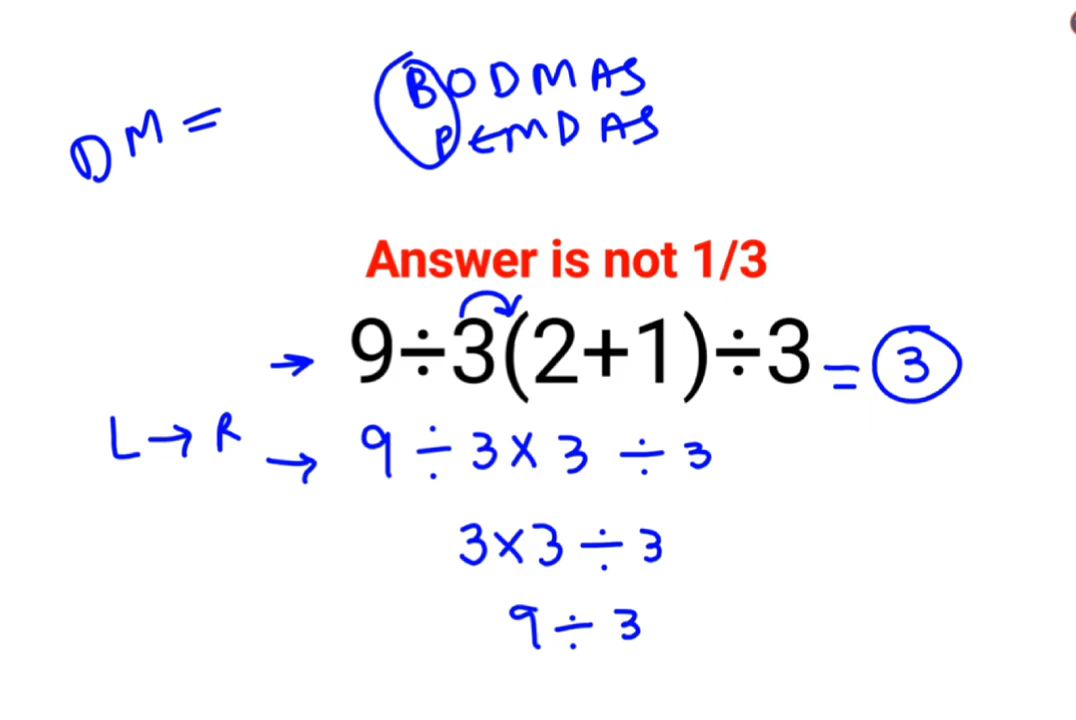 BODMAS
DM =
PEMDAS
Answer is not 1/3
→ 9÷3(2+1)÷3 = 3
L→R → 9÷3×3÷3
3×3÷3
9÷3